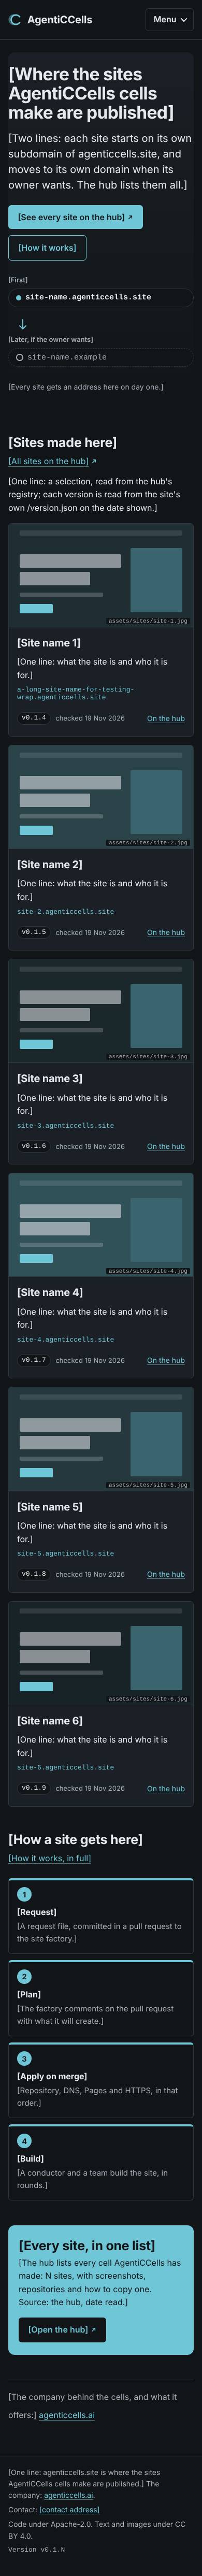 AgentiCCells
Menu
[Where the sites
AgentiCCells cells
make are published]
[Two lines: each site starts on its own
subdomain of agenticcells.site, and
moves to its own domain when its
owner wants. The hub lists them all.]
[See every site on the hub] ↗
[How it works]
[First]
site-name.agenticcells.site
↓
[Later, if the owner wants]
site-name.example
[Every site gets an address here on day one.]
[Sites made here]
[All sites on the hub] ↗
[One line: a selection, read from the hub's
registry; each version is read from the site's
own /version.json on the date shown.]
assets/sites/site-1.jpg
[Site name 1]
[One line: what the site is and who it is
for.]
a-long-site-name-for-testing-
wrap.agenticcells.site
v0.1.4 checked 19 Nov 2026 On the hub
assets/sites/site-2.jpg
[Site name 2]
[One line: what the site is and who it is
for.]
site-2.agenticcells.site
v0.1.5 checked 19 Nov 2026 On the hub
assets/sites/site-3.jpg
[Site name 3]
[One line: what the site is and who it is
for.]
site-3.agenticcells.site
v0.1.6 checked 19 Nov 2026 On the hub
assets/sites/site-4.jpg
[Site name 4]
[One line: what the site is and who it is
for.]
site-4.agenticcells.site
v0.1.7 checked 19 Nov 2026 On the hub
assets/sites/site-5.jpg
[Site name 5]
[One line: what the site is and who it is
for.]
site-5.agenticcells.site
v0.1.8 checked 19 Nov 2026 On the hub
assets/sites/site-6.jpg
[Site name 6]
[One line: what the site is and who it is
for.]
site-6.agenticcells.site
v0.1.9 checked 19 Nov 2026 On the hub
[How a site gets here]
[How it works, in full]
1
[Request]
[A request file, committed in a pull request to
the site factory.]
2
[Plan]
[The factory comments on the pull request
with what it will create.]
3
[Apply on merge]
[Repository, DNS, Pages and HTTPS, in that
order.]
4
[Build]
[A conductor and a team build the site, in
rounds.]
[Every site, in one list]
[The hub lists every cell AgentiCCells has
made: N sites, with screenshots,
repositories and how to copy one.
Source: the hub, date read.]
[Open the hub] ↗
[The company behind the cells, and what it
offers:] agenticcells.ai
[One line: agenticcells.site is where the sites
AgentiCCells cells make are published.] The
company: agenticcells.ai.
Contact: [contact address]
Code under Apache-2.0. Text and images under CC
BY 4.0.
Version v0.1.N